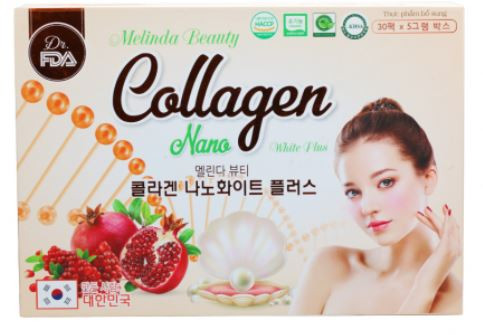 Dr.
FDA
Melinda Beauty
HACCP
Thực phẩm bổ sung
30팩 x 5그램 박스
Collagen
Nano
White Plus
멜린다 뷰티
콜라겐 나노화이트 플러스
대한민국